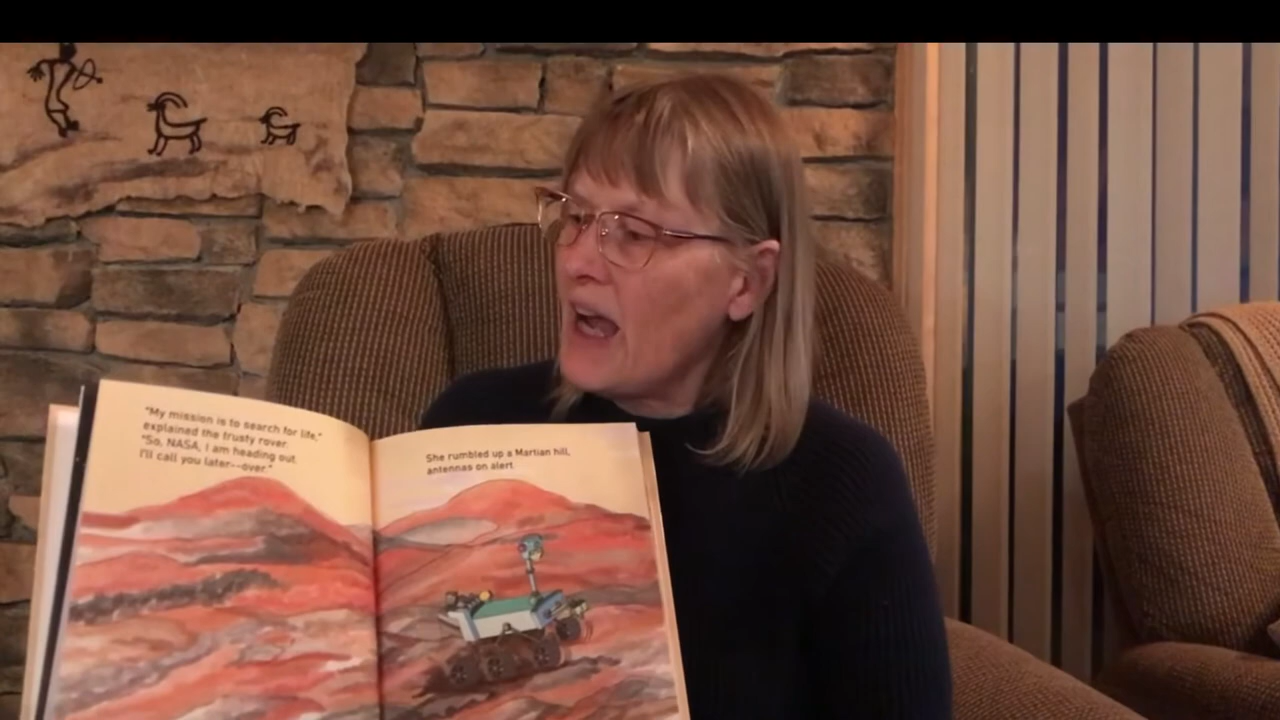 "My mission is to search for life,"
explained the trusty rover.
"So, NASA, I am heading out.
I'll call you later--over."
She rumbled up a Martian hill,
antennas on alert.